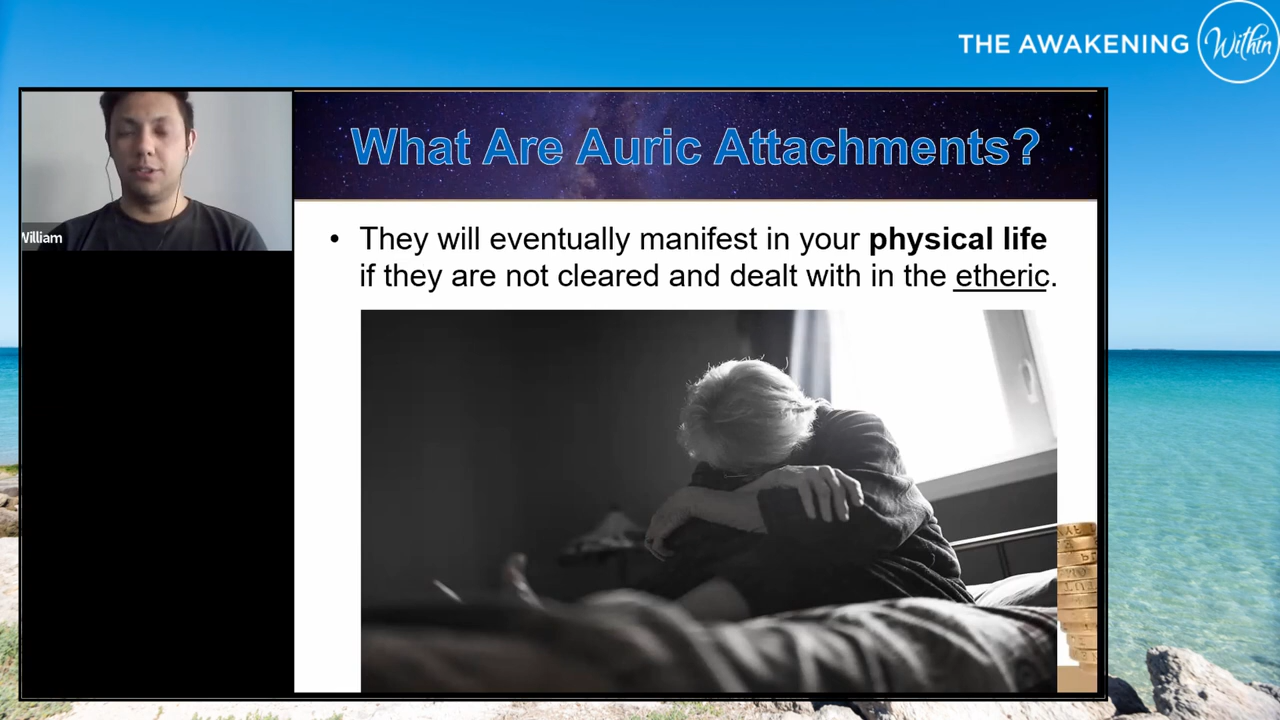 THE AWAKENING Within
What Are Auric Attachments?
William
• They will eventually manifest in your physical life
if they are not cleared and dealt with in the etheric.